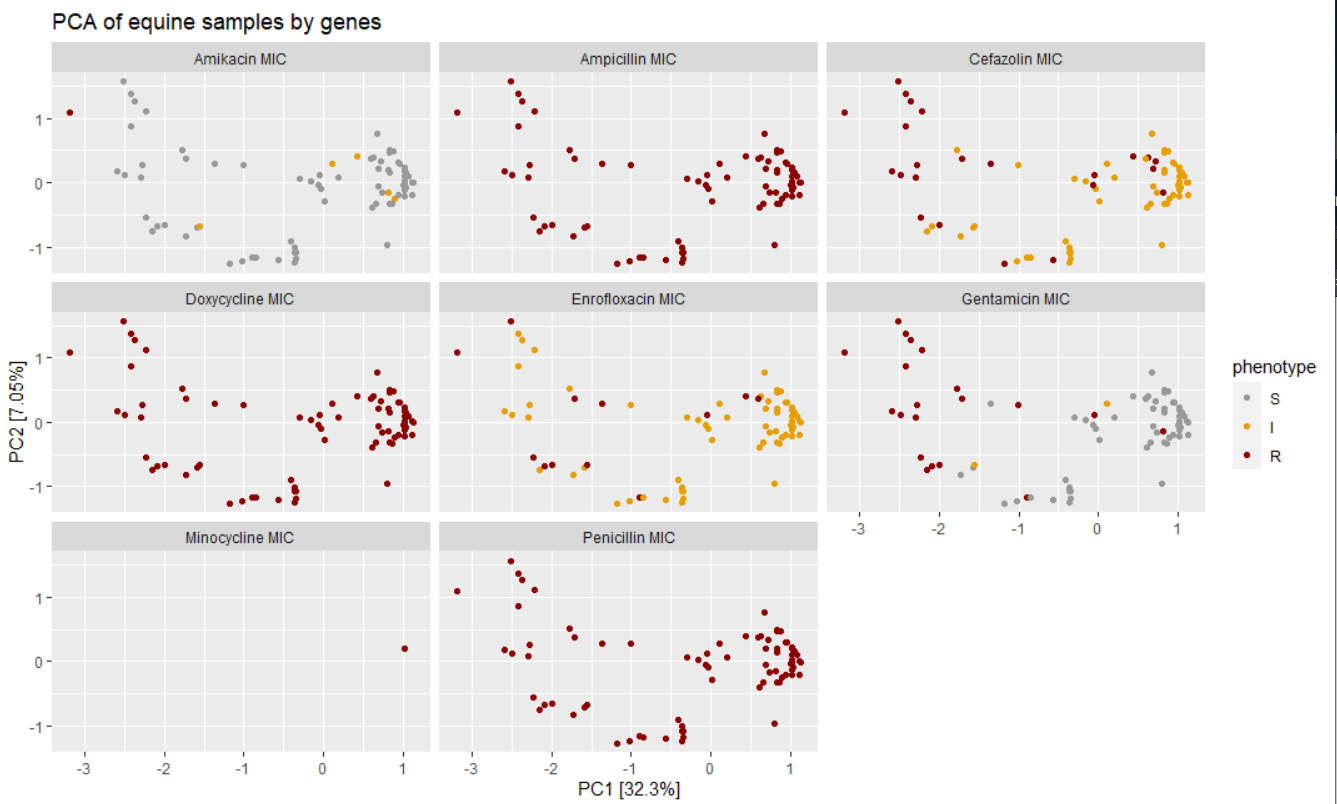 PCA of equine samples by genes
Amikacin MIC
Ampicillin MIC
Cefazolin MIC
1
0
-1
Doxycycline MIC
Enrofloxacin MIC
Gentamicin MIC
1
0
-1
-3
-2
-1
0
1
Minocycline MIC
Penicillin MIC
1
0
-1
-3
-2
-1
0
1
-3
-2
-1
0
1
PC1 [32.3%]
PC2 [7.05%]
phenotype
S
I
R